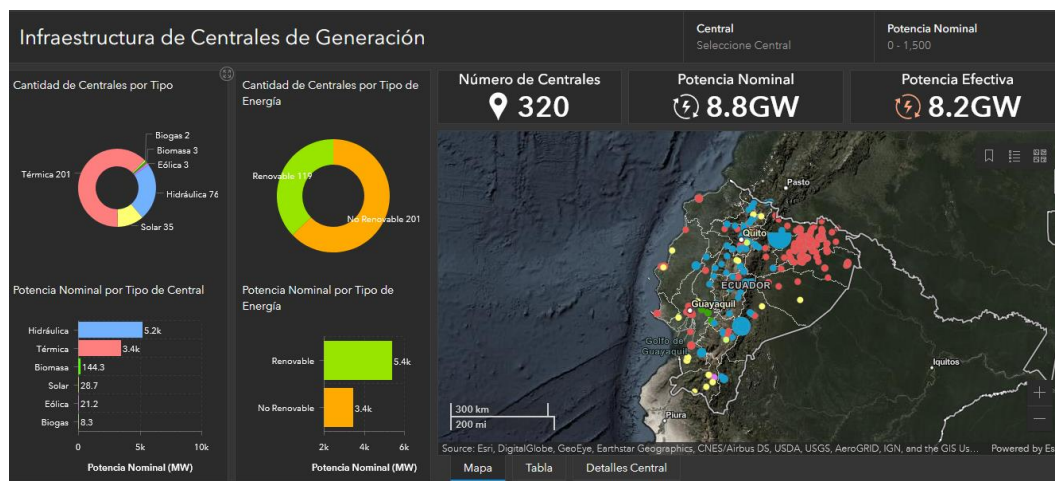 Infraestructura de Centrales de Generación
Central
Seleccione Central
Potencia Nominal
0 - 1,500
Cantidad de Centrales por Tipo
Biogas 2
Biomasa 3
Eólica 3
Térmica 201
Hidráulica 76
Solar 35
Cantidad de Centrales por Tipo de
Energía
Renovable 119
No Renovable 201
Número de Centrales
320
Potencia Nominal
8.8GW
Potencia Efectiva
8.2GW
Potencia Nominal por Tipo de Central
Hidráulica
5.2k
Térmica
3.4k
Biomasa
144.3
Solar
28.7
Eólica
21.2
Biogas
8.3
0
5k
10k
Potencia Nominal (MW)
Potencia Nominal por Tipo de
Energía
Renovable
5.4k
No Renovable
3.4k
2k
4k
6k
Potencia Nominal (MW)
Pasto
Quito
ECUADOR
Guayaquil
Golfo de
Guayaquil
Iquitos
Piura
300 km
200 mi
+
−
Source: Esri, DigitalGlobe, GeoEye, Earthstar Geographics, CNES/Airbus DS, USDA, USGS, AeroGRID, IGN, and the GIS Us...
Powered by Es
Mapa
Tabla
Detalles Central